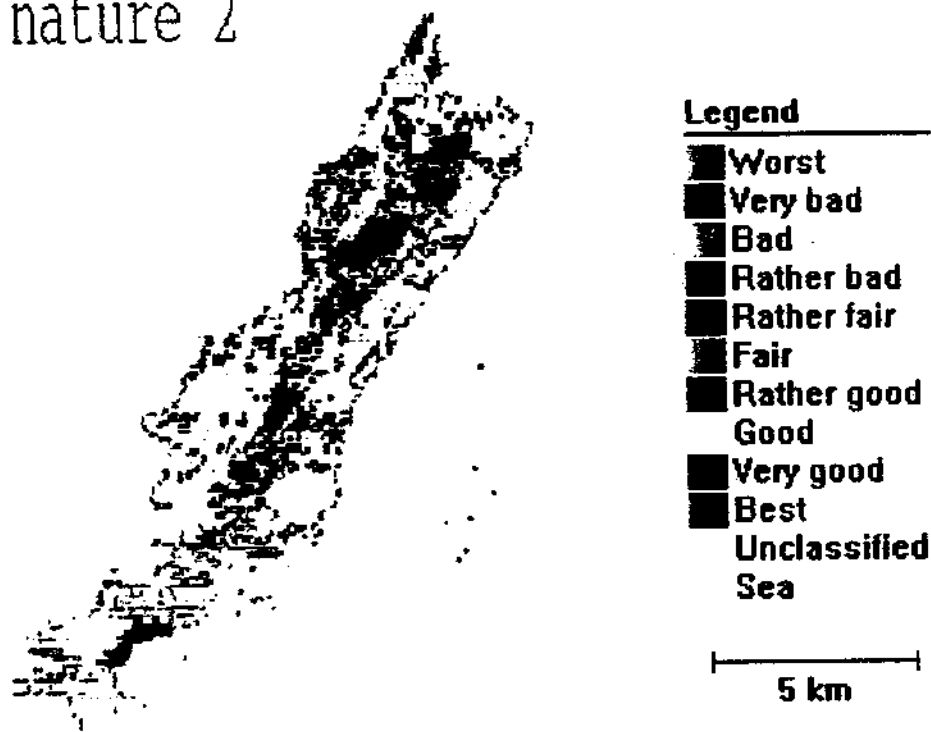 nature 2
Legend
Worst
Very bad
Bad
Rather bad
Rather fair
Fair
Rather good
Good
Very good
Best
Unclassified
Sea
5 km